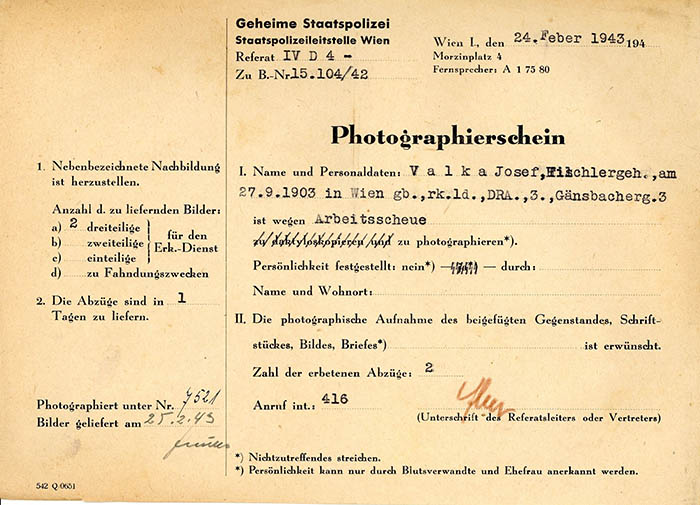 Geheime Staatspolizei
Staatspolizeileitstelle Wien
Referat IV D 4 -
Zu B.-Nr. 15.104/42
Wien I., den 24. Feber 1943 194
Morzinplatz 4
Fernsprecher: A 1 75 80
Photographierschein
1. Nebenbezeichnete Nachbildung
ist herzustellen.
Anzahl d. zu liefernden Bilder:
a) 2 dreiteilige
b) zweiteilige
c) einteilige
für den
Erk.-Dienst
d) zu Fahndungszwecken
2. Die Abzüge sind in 1
Tagen zu liefern.
Photographiert unter Nr. 7521
Bilder geliefert am 25.2.43
542 Q/0651
I. Name und Personaldaten: Valka Josef, am
27.9.1903 in Wien gb.,rk.ld.,DRA.,3.,Gänsbacherg.3
ist wegen Arbeitsscheue
zu daktyloskopieren und zu photographieren*).
Persönlichkeit festgestellt: nein*) — — durch:
Name und Wohnort:
II. Die photographische Aufnahme des beigefügten Gegenstandes, Schrift-
stückes, Bildes, Briefes*) ist erwünscht.
Zahl der erbetenen Abzüge: 2
Anruf int.: 416
(Unterschrift des Referatsleiters oder Vertreters)
*) Nichtzutreffendes streichen.
*) Persönlichkeit kann nur durch Blutsverwandte und Ehefrau anerkannt werden.